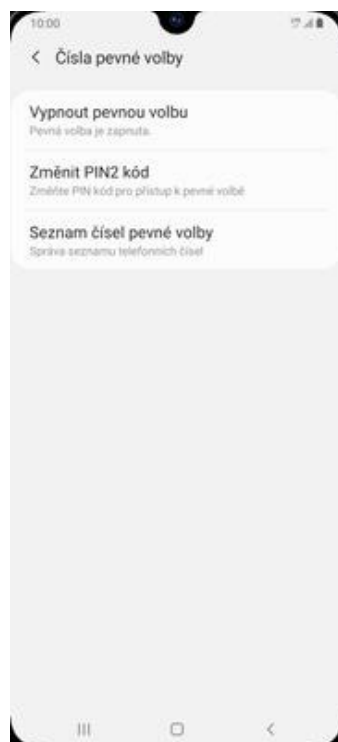 10:00
Čísla pevné volby
Vypnout pevnou volbu
Pevná volba je zapnuta.
Změnit PIN2 kód
Změňte PIN kód pro přístup k pevné volbě
Seznam čísel pevné volby
Správa seznamu telefonních čísel